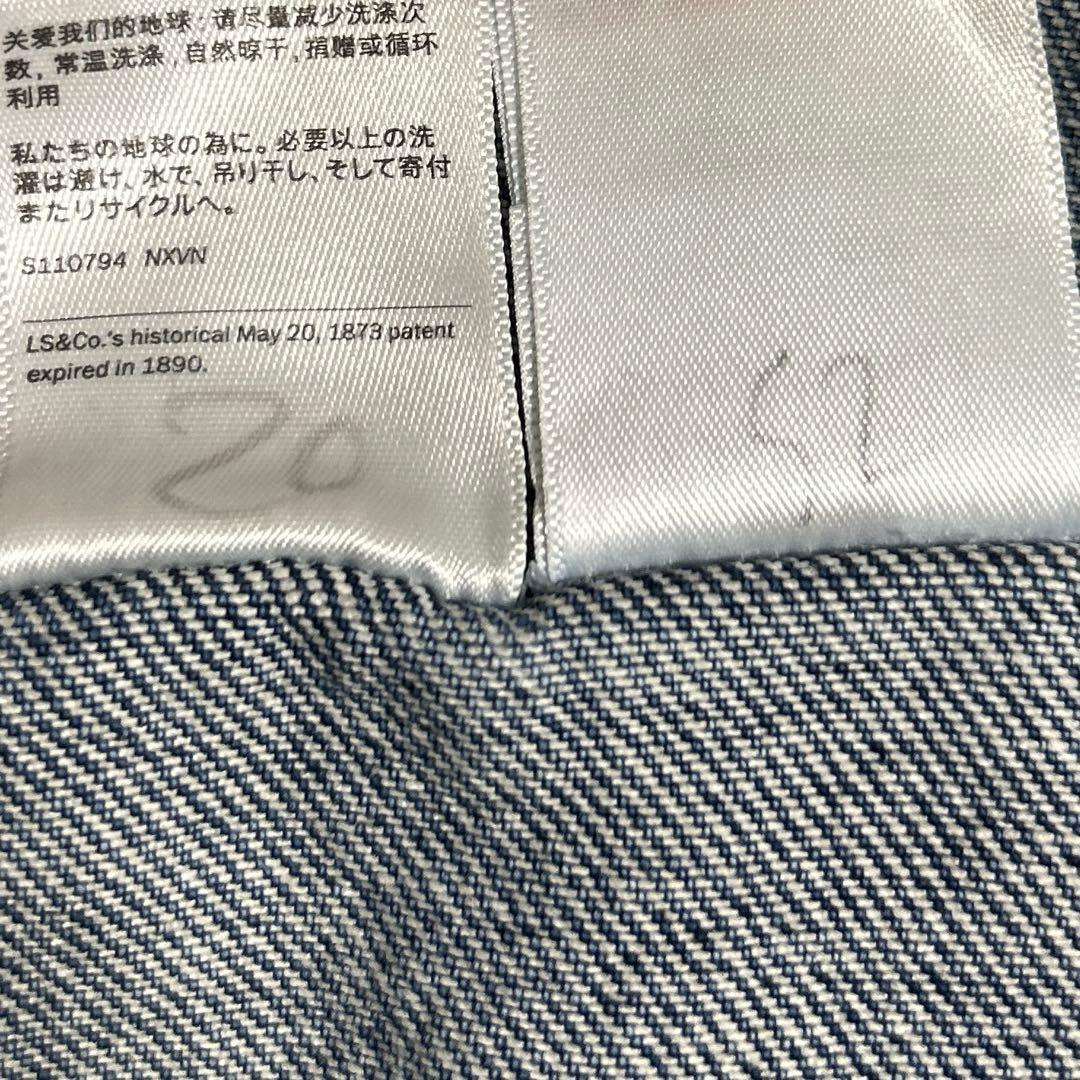 关爱我们的地球: 请尽量减少洗涤次
数, 常温洗涤, 自然晾干, 捐赠或循环
利用
私たちの地球の為に。必要以上の洗
濯は避け、水で、吊り干し、そして寄付
またリサイクルへ。
S110794 NXVN
LS&Co.'s historical May 20, 1873 patent
expired in 1890.
20